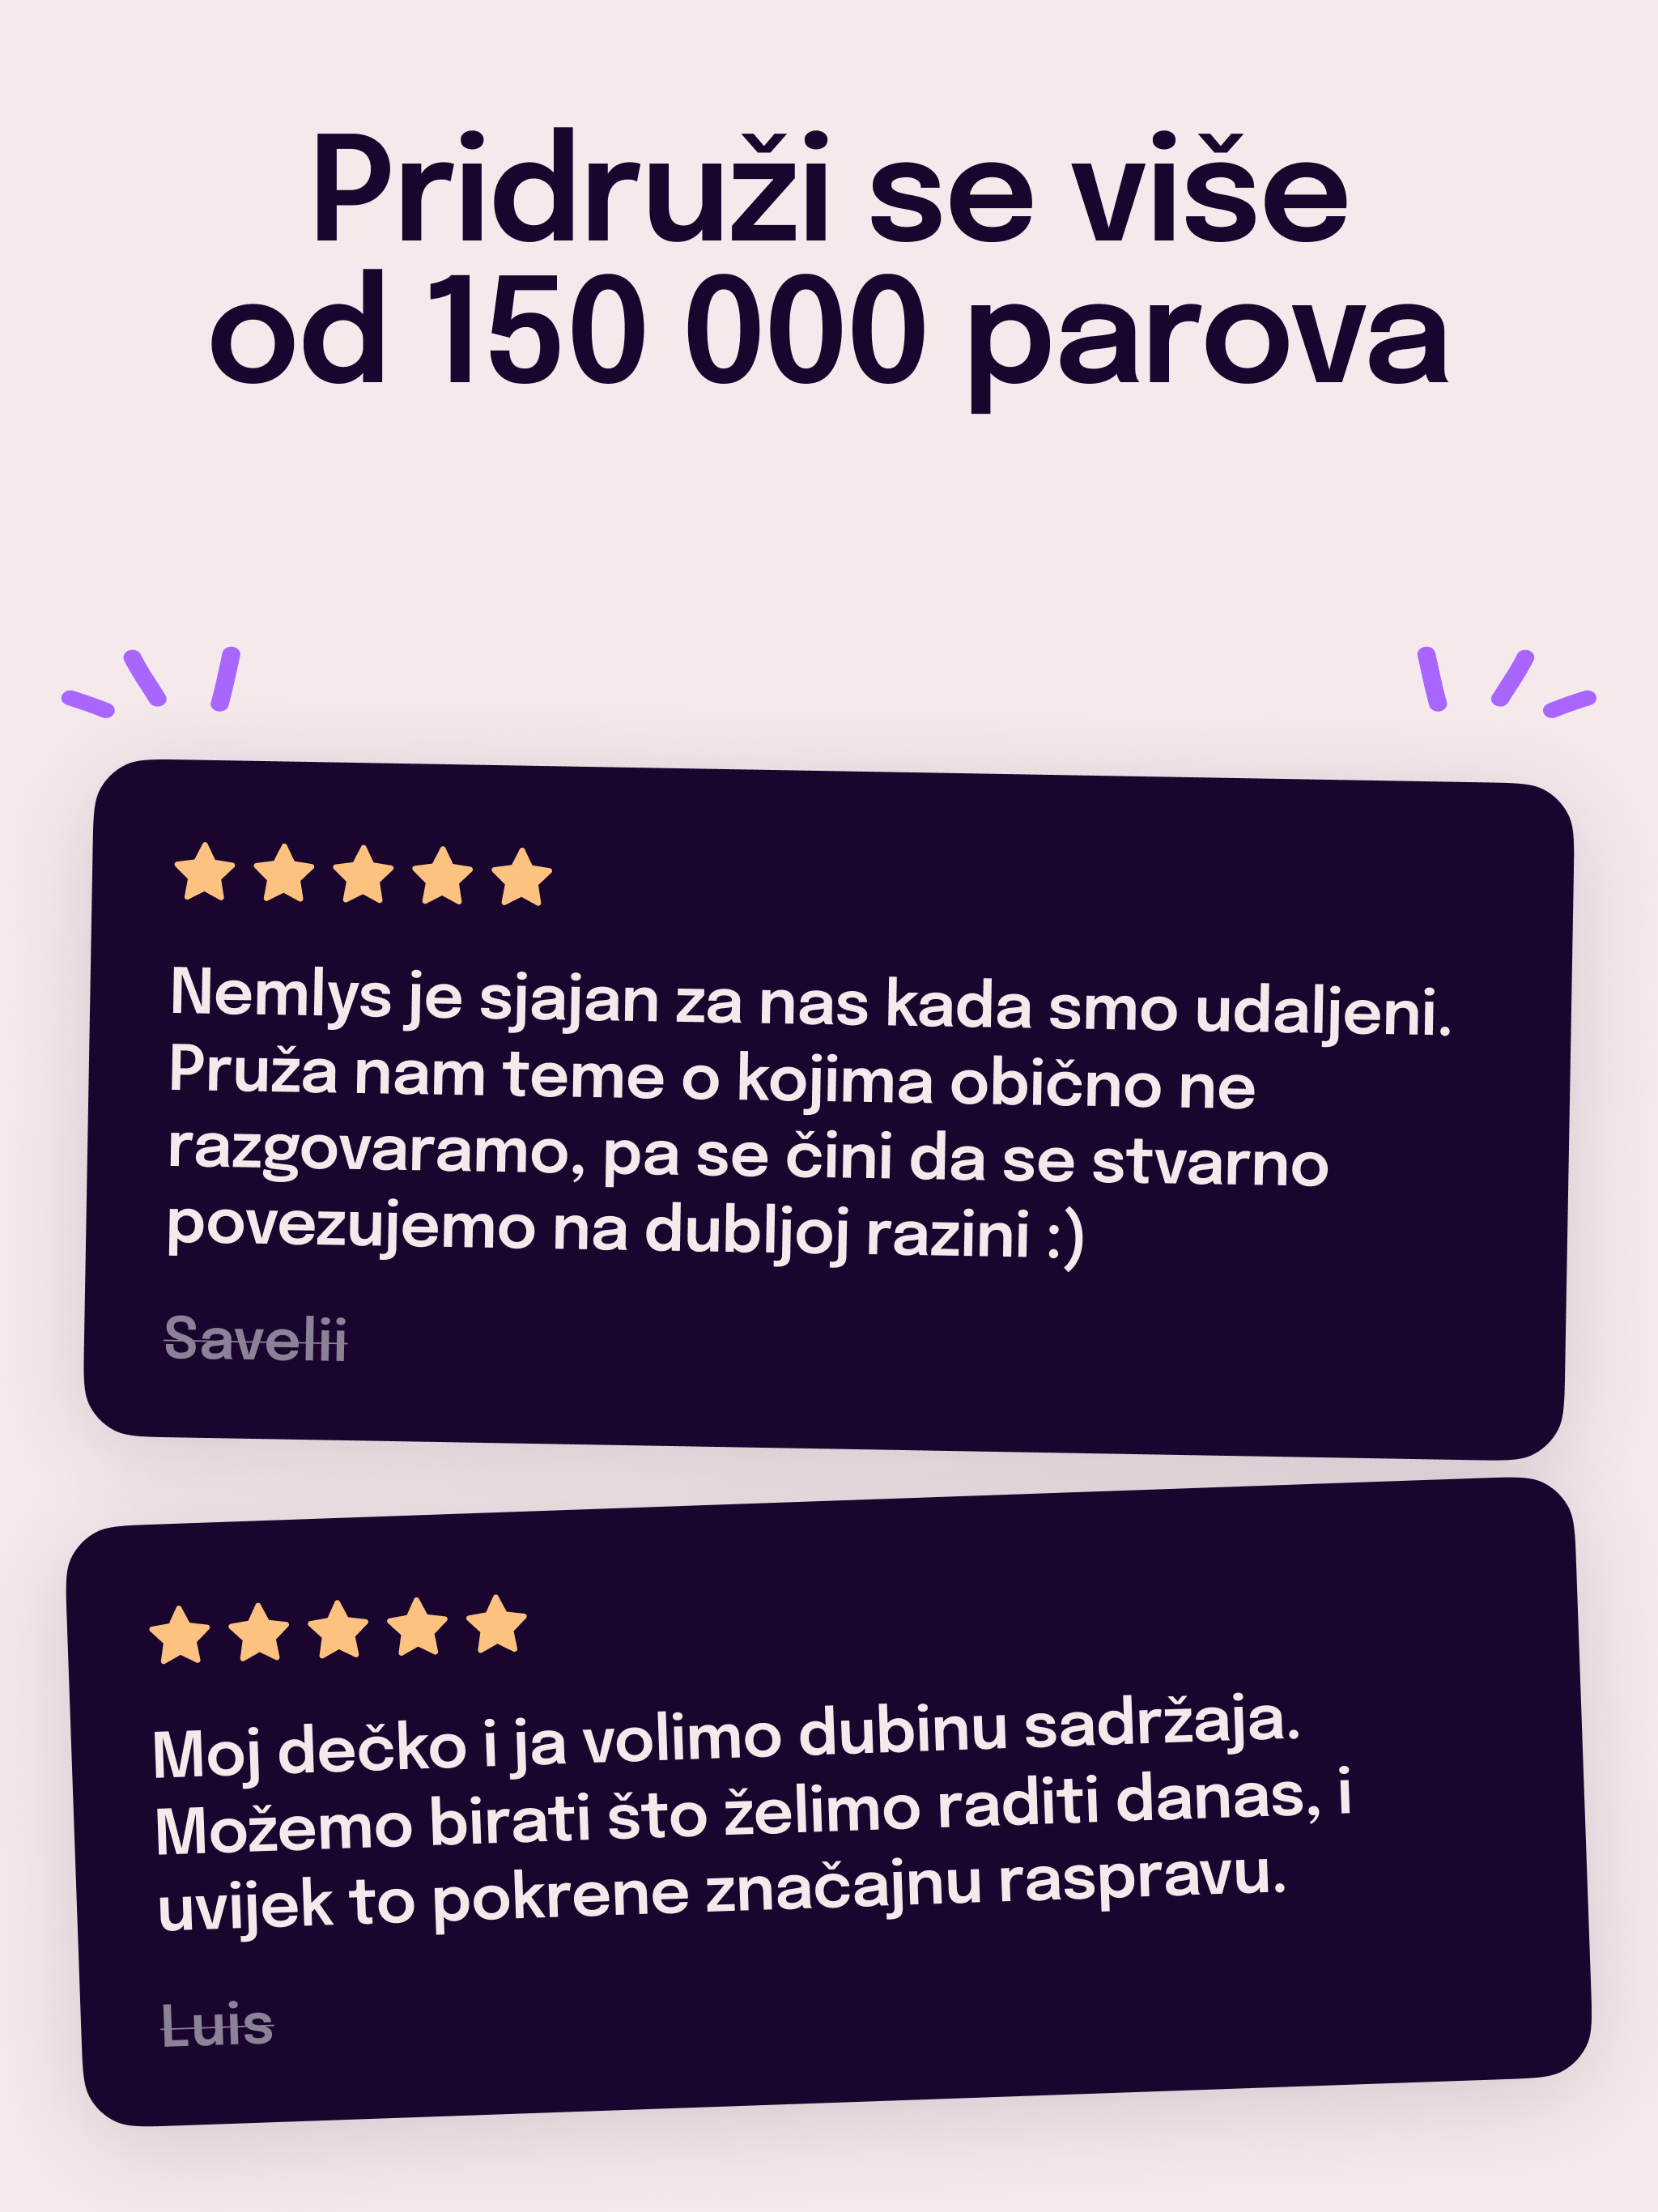 Pridruži se više
od 150 000 parova
Nemlys je sjajan za nas kada smo udaljeni.
Pruža nam teme o kojima obično ne
razgovaramo, pa se čini da se stvarno
povezujemo na dubljoj razini :)
Savelii
Moj dečko i ja volimo dubinu sadržaja.
Možemo birati što želimo raditi danas, i
uvijek to pokrene značajnu raspravu.
Luis